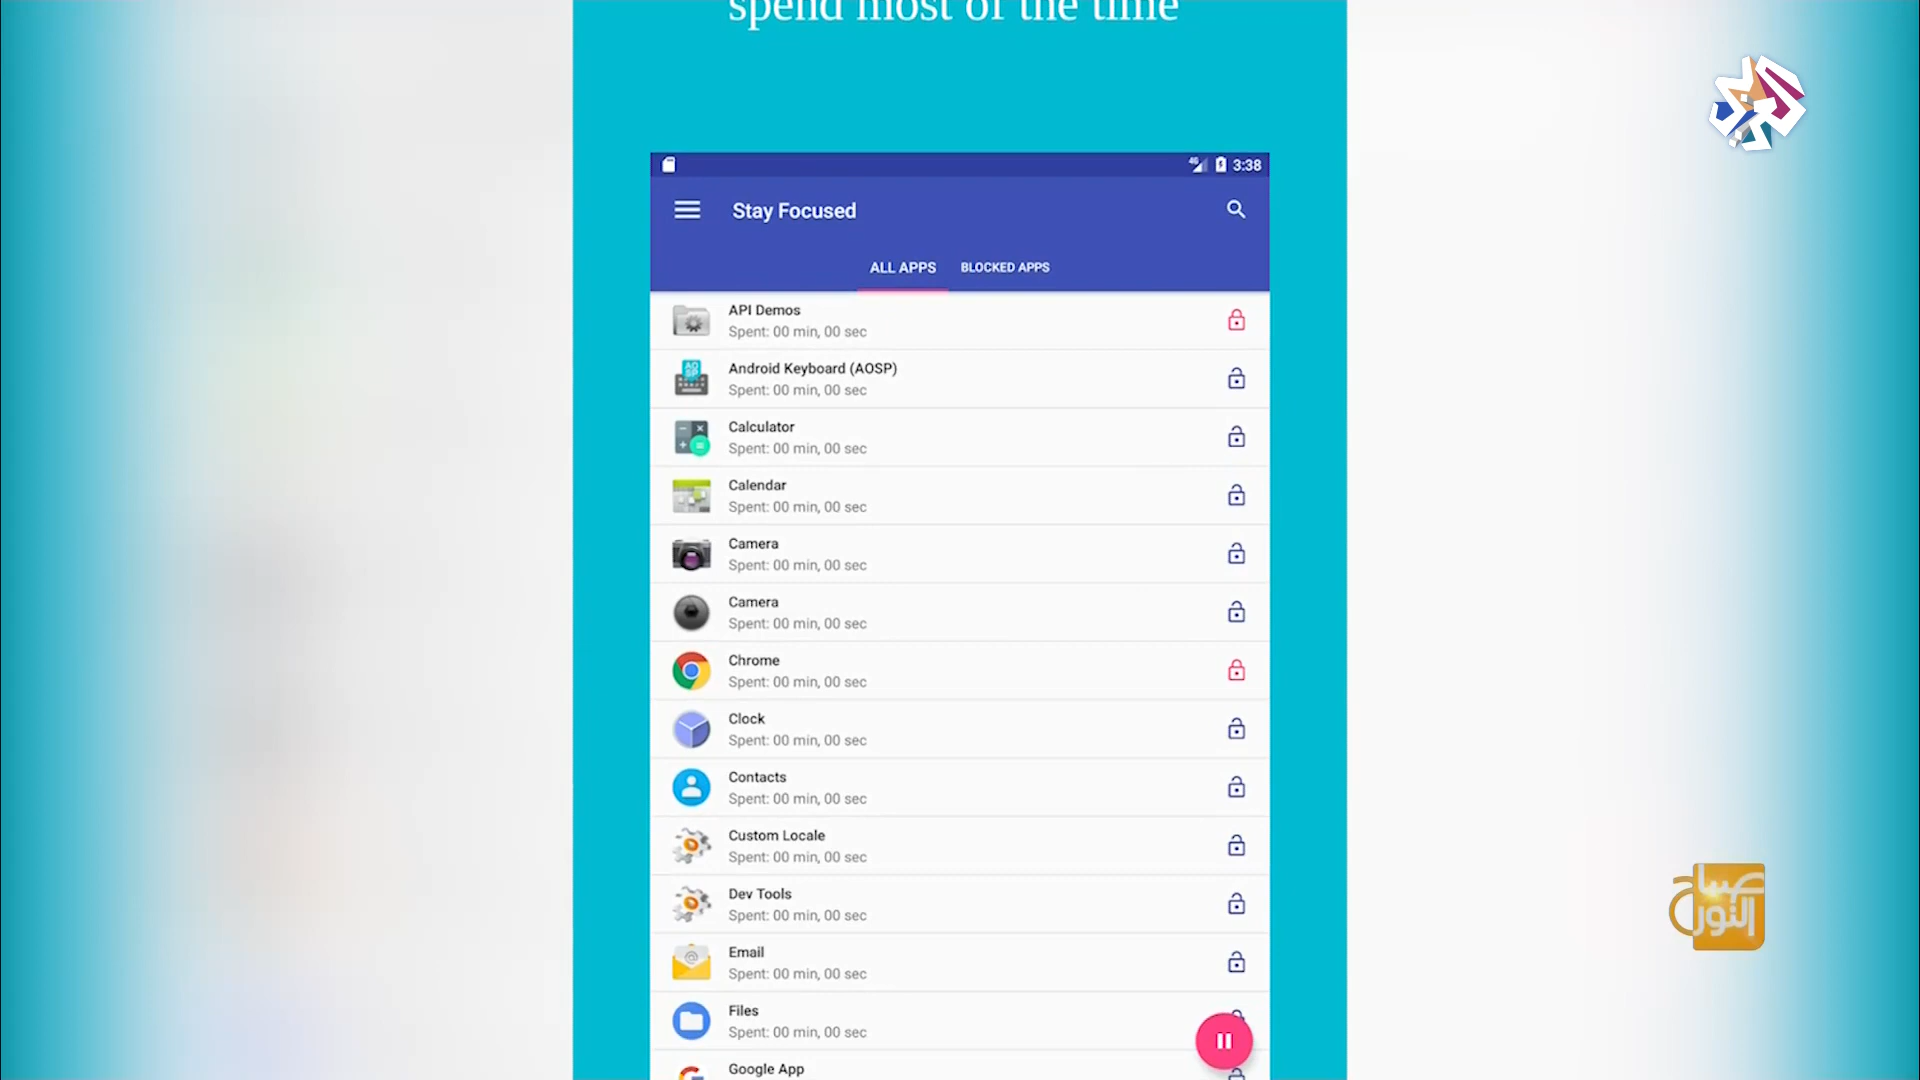 spend most of the time
4G 3:38
Stay Focused
ALL APPS BLOCKED APPS
API Demos
Spent: 00 min, 00 sec
Android Keyboard (AOSP)
Spent: 00 min, 00 sec
Calculator
Spent: 00 min, 00 sec
Calendar
Spent: 00 min, 00 sec
Camera
Spent: 00 min, 00 sec
Camera
Spent: 00 min, 00 sec
Chrome
Spent: 00 min, 00 sec
Clock
Spent: 00 min, 00 sec
Contacts
Spent: 00 min, 00 sec
Custom Locale
Spent: 00 min, 00 sec
Dev Tools
Spent: 00 min, 00 sec
Email
Spent: 00 min, 00 sec
Files
Spent: 00 min, 00 sec
Google App
صباح
النور